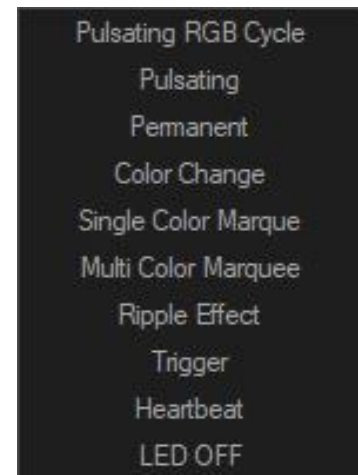 Pulsating RGB Cycle
Pulsating
Permanent
Color Change
Single Color Marque
Multi Color Marquee
Ripple Effect
Trigger
Heartbeat
LED OFF